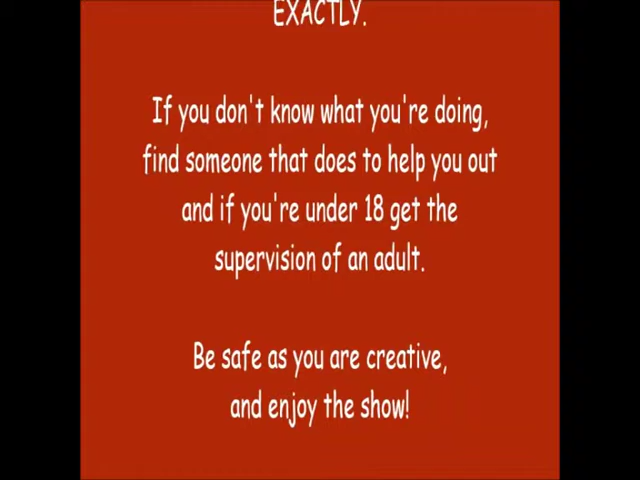 EXACTLY.
If you don't know what you're doing,
find someone that does to help you out
and if you're under 18 get the
supervision of an adult.
Be safe as you are creative,
and enjoy the show!